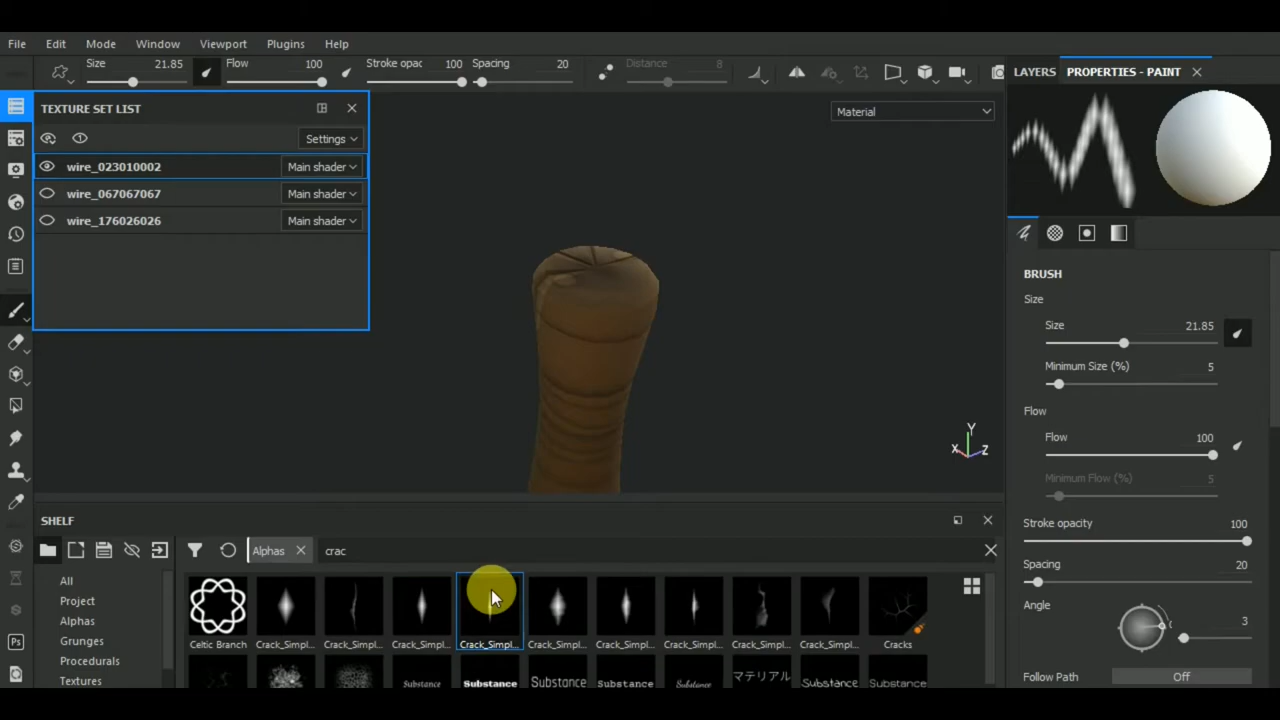 File Edit Mode Window Viewport Plugins Help
Size 21.85 Flow 100 Stroke opac 100 Spacing 20 Distance 8
TEXTURE SET LIST
Settings
wire_023010002 Main shader
wire_067067067 Main shader
wire_176026026 Main shader
Material
Y
X Z
LAYERS PROPERTIES - PAINT
BRUSH
Size
Size 21.85
Minimum Size (%) 5
Flow
Flow 100
Minimum Flow (%) 5
Stroke opacity 100
Spacing 20
Angle
3
Follow Path Off
SHELF
Alphas crac
All
Project
Alphas
Grunges
Procedurals
Textures
Celtic Branch Crack_Simpl... Crack_Simpl... Crack_Simpl... Crack_Simpl... Crack_Simpl... Crack_Simpl... Crack_Simpl... Crack_Simpl... Crack_Simpl... Cracks
Substance Substance Substance Substance Substance マテリアル Substance Substance
Ps